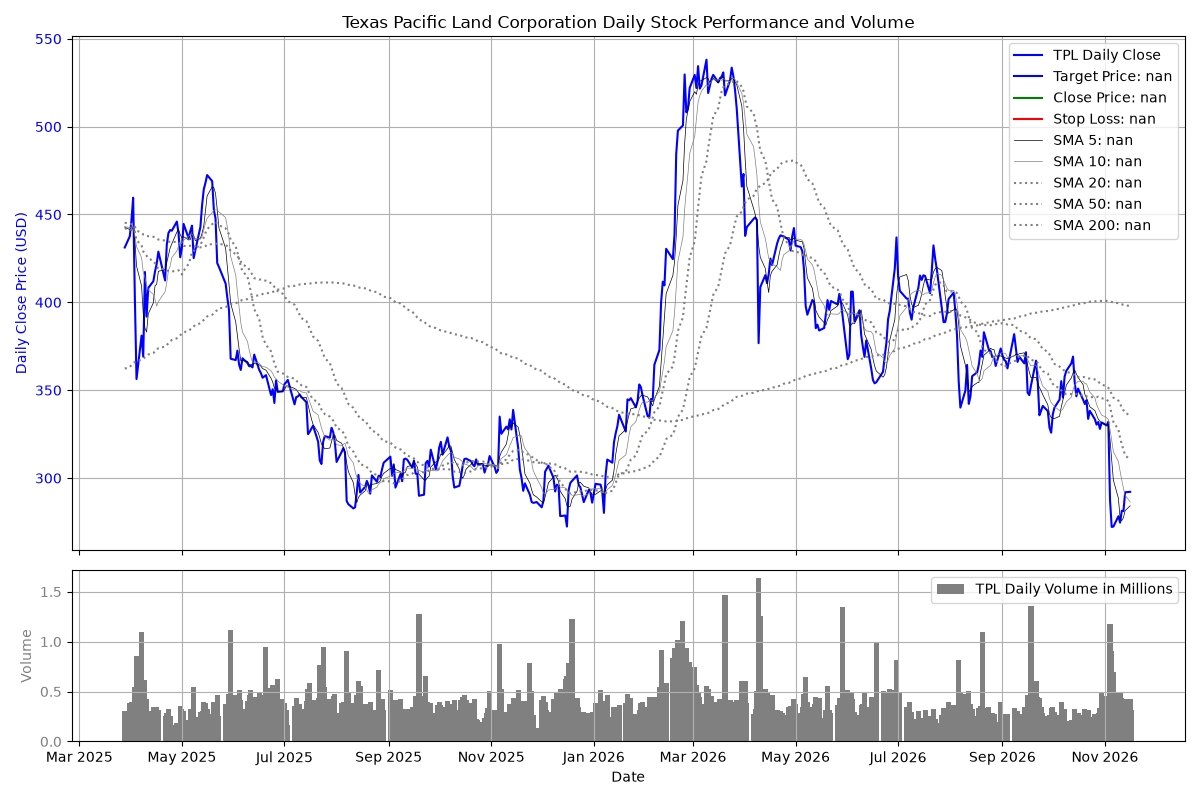 Texas Pacific Land Corporation Daily Stock Performance and Volume
Daily Close Price (USD)
550
500
450
400
350
300
TPL Daily Close
Target Price: nan
Close Price: nan
Stop Loss: nan
SMA 5: nan
SMA 10: nan
SMA 20: nan
SMA 50: nan
SMA 200: nan
Volume
1.5
1.0
0.5
0.0
TPL Daily Volume in Millions
Mar 2025 May 2025 Jul 2025 Sep 2025 Nov 2025 Jan 2026 Mar 2026 May 2026 Jul 2026 Sep 2026 Nov 2026
Date